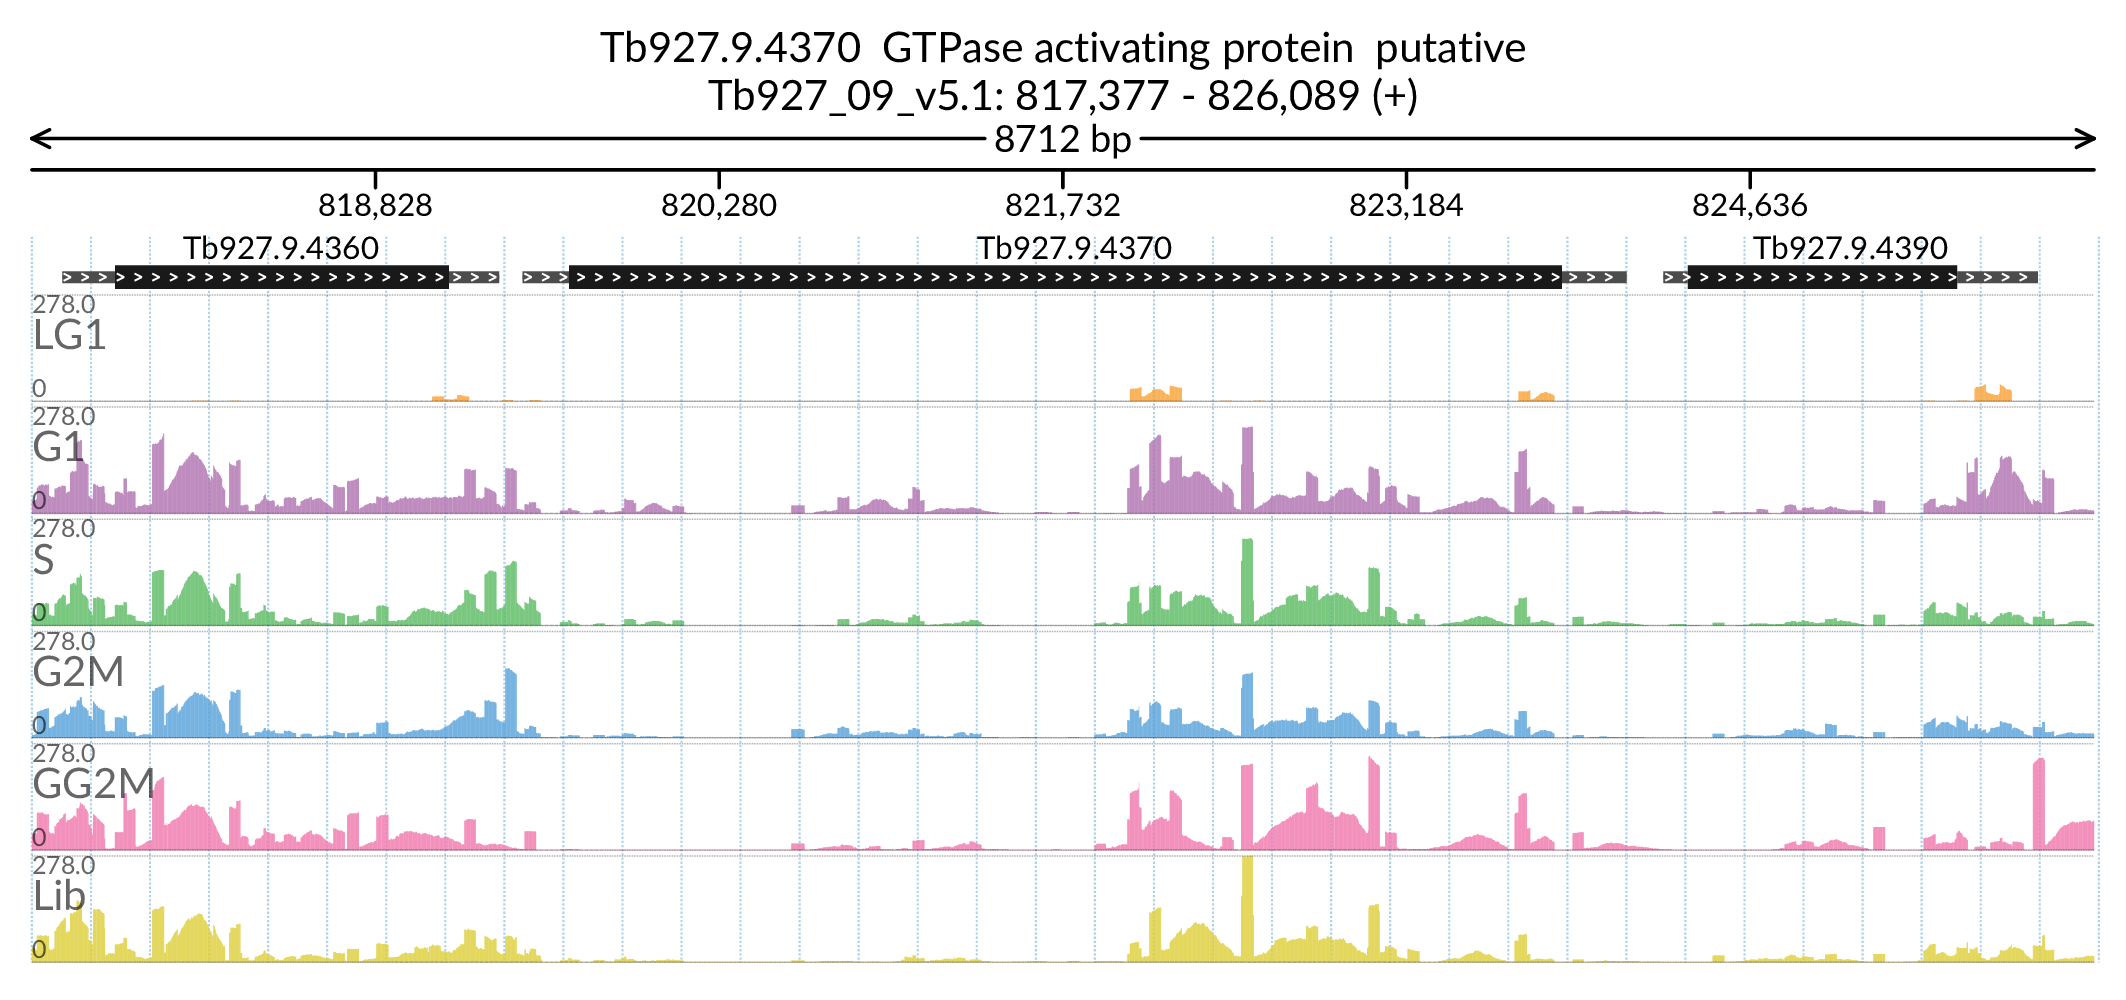 Tb927.9.4370  GTPase activating protein  putative
Tb927_09_v5.1: 817,377 - 826,089 (+)
8712 bp
818,828 820,280 821,732 823,184 824,636
Tb927.9.4360 Tb927.9.4370 Tb927.9.4390
278.0
LG1
0
278.0
G1
0
278.0
S
0
278.0
G2M
0
278.0
GG2M
0
278.0
Lib
0